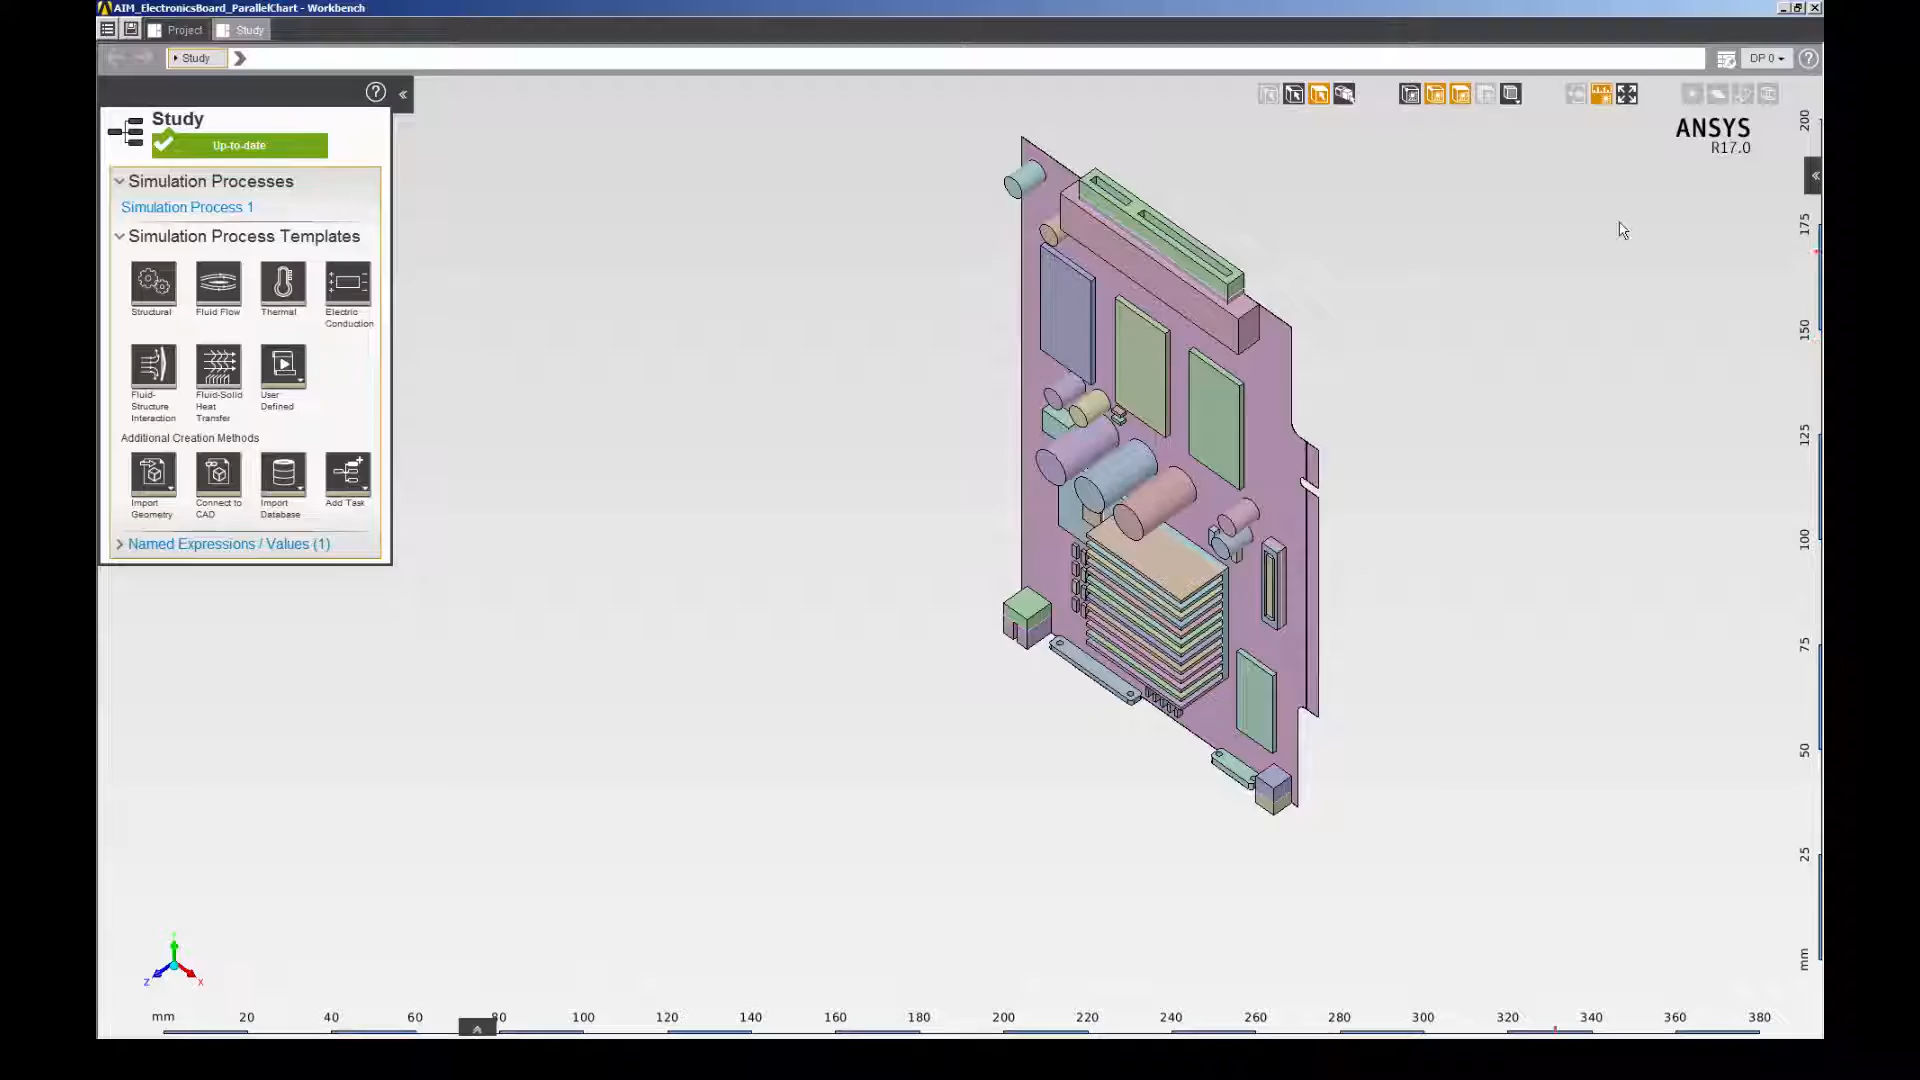 AIM_ElectronicsBoard_ParallelChart - Workbench
Project
Study
Study
DP 0
Study
Up-to-date
Simulation Processes
Simulation Process 1
Simulation Process Templates
Structural
Fluid Flow
Thermal
Electric
Conduction
Fluid-
Structure
Interaction
Fluid-Solid
Heat
Transfer
User
Defined
Additional Creation Methods
Import
Geometry
Connect to
CAD
Import
Database
Add Task
Named Expressions / Values (1)
ANSYS
R17.0
200
175
150
125
100
75
50
25
mm
Y
Z
X
mm 20 40 60 80 100 120 140 160 180 200 220 240 260 280 300 320 340 360 380